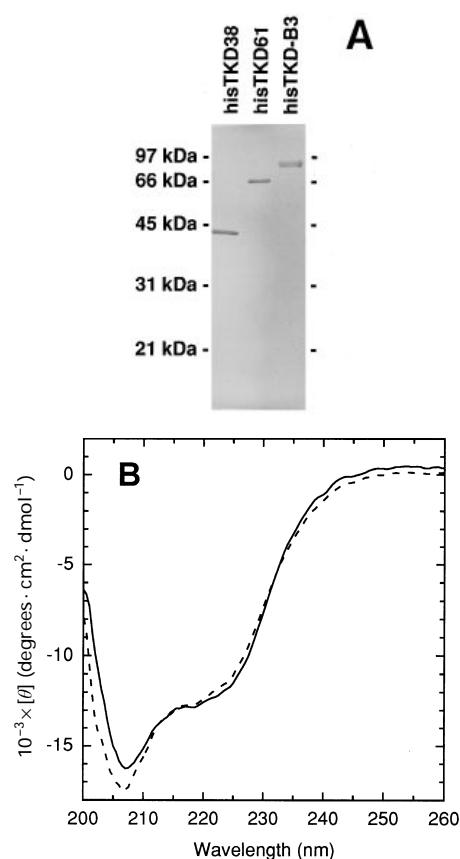 A
hisTKD38
hisTKD61
hisTKD-B3
97 kDa - -
66 kDa - -
45 kDa - -
31 kDa - -
21 kDa - -
B
0
-5
-10
-15
10⁻³×[θ] (degrees · cm² · dmol⁻¹)
200 210 220 230 240 250 260
Wavelength (nm)